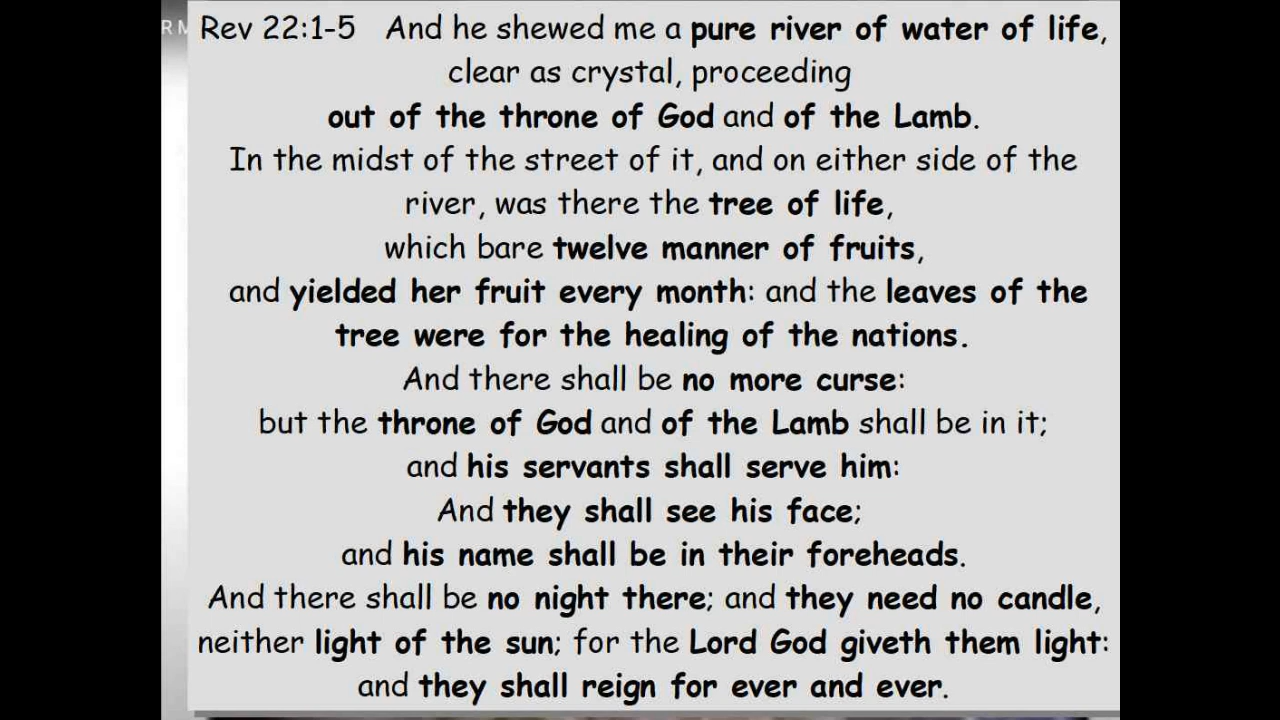 RM
Rev 22:1-5 And he shewed me a pure river of water of life,
clear as crystal, proceeding
out of the throne of God and of the Lamb.
In the midst of the street of it, and on either side of the
river, was there the tree of life,
which bare twelve manner of fruits,
and yielded her fruit every month: and the leaves of the
tree were for the healing of the nations.
And there shall be no more curse:
but the throne of God and of the Lamb shall be in it;
and his servants shall serve him:
And they shall see his face;
and his name shall be in their foreheads.
And there shall be no night there; and they need no candle,
neither light of the sun; for the Lord God giveth them light:
and they shall reign for ever and ever.